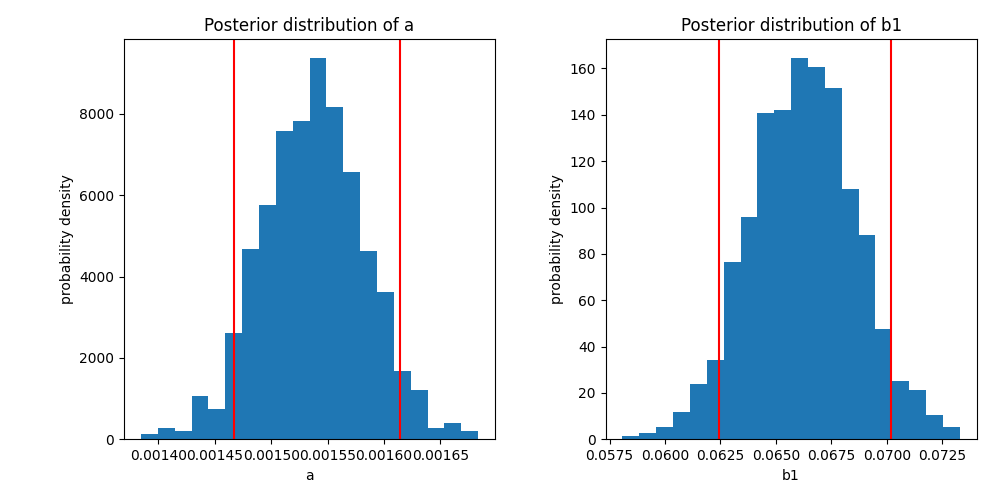 Posterior distribution of a
probability density
8000
6000
4000
2000
0
0.00140 0.00145 0.00150 0.00155 0.00160 0.00165
a
Posterior distribution of b1
probability density
160
140
120
100
80
60
40
20
0
0.0575 0.0600 0.0625 0.0650 0.0675 0.0700 0.0725
b1